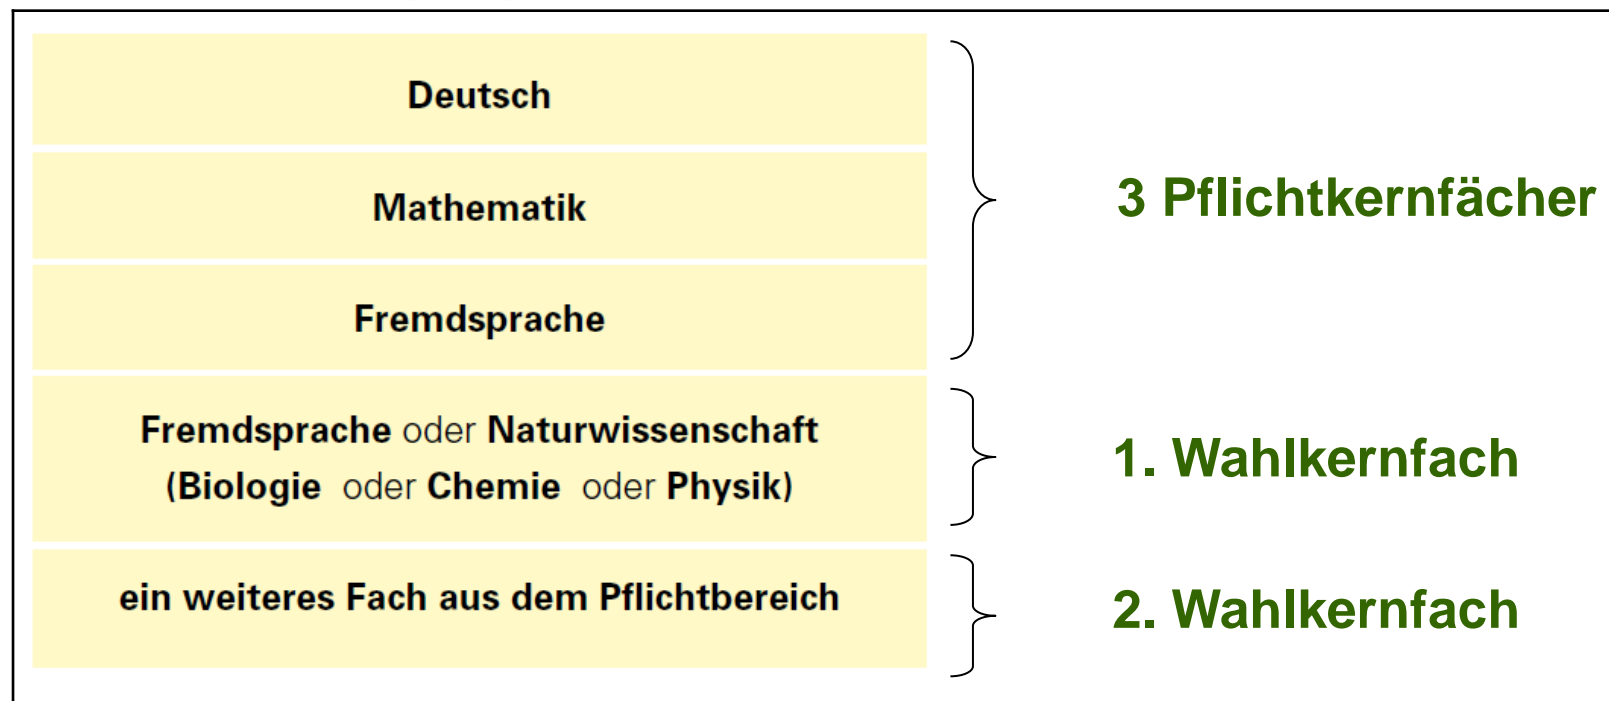 Deutsch
Mathematik
Fremdsprache
3 Pflichtkernfächer
Fremdsprache oder Naturwissenschaft
(Biologie oder Chemie oder Physik)
1. Wahlkernfach
ein weiteres Fach aus dem Pflichtbereich
2. Wahlkernfach